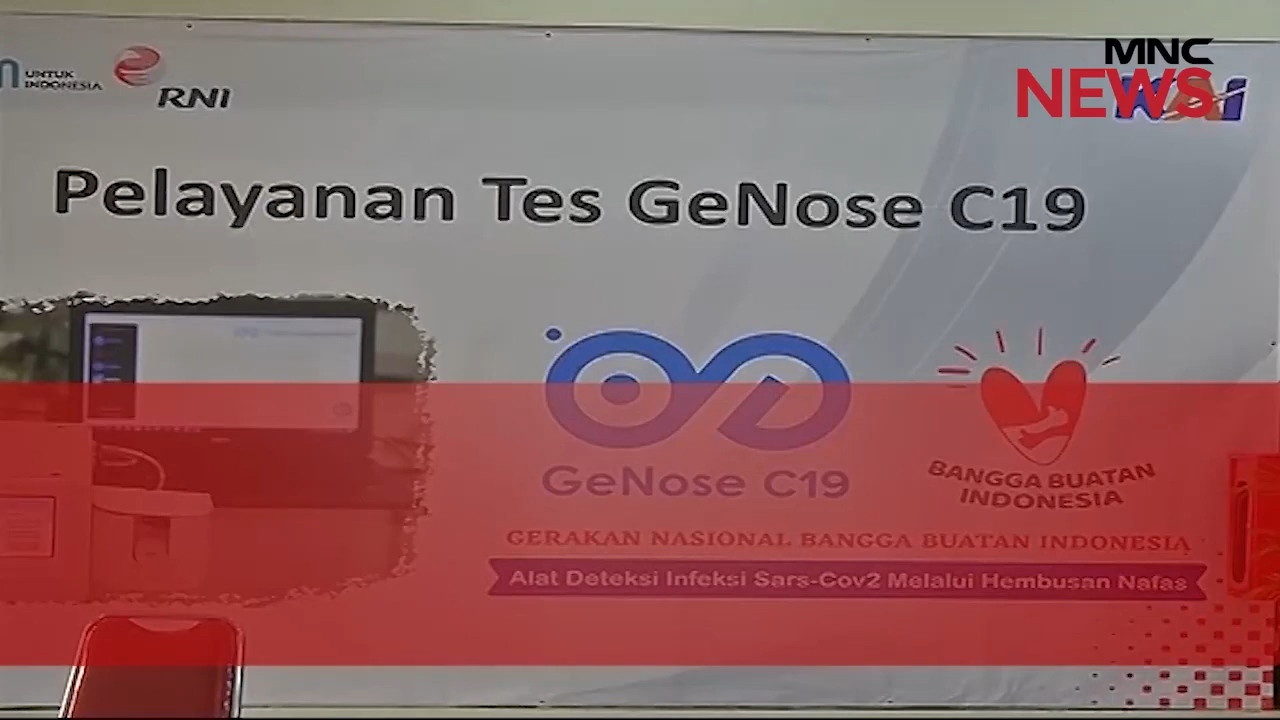 UNTUK
INDONESIA
RNI
MNC
NEWS
KAI
Pelayanan Tes GeNose C19
GeNose C19
BANGGA BUATAN
INDONESIA
GERAKAN NASIONAL BANGGA BUATAN INDONESIA
Alat Deteksi Infeksi Sars-Cov2 Melalui Hembusan Nafas